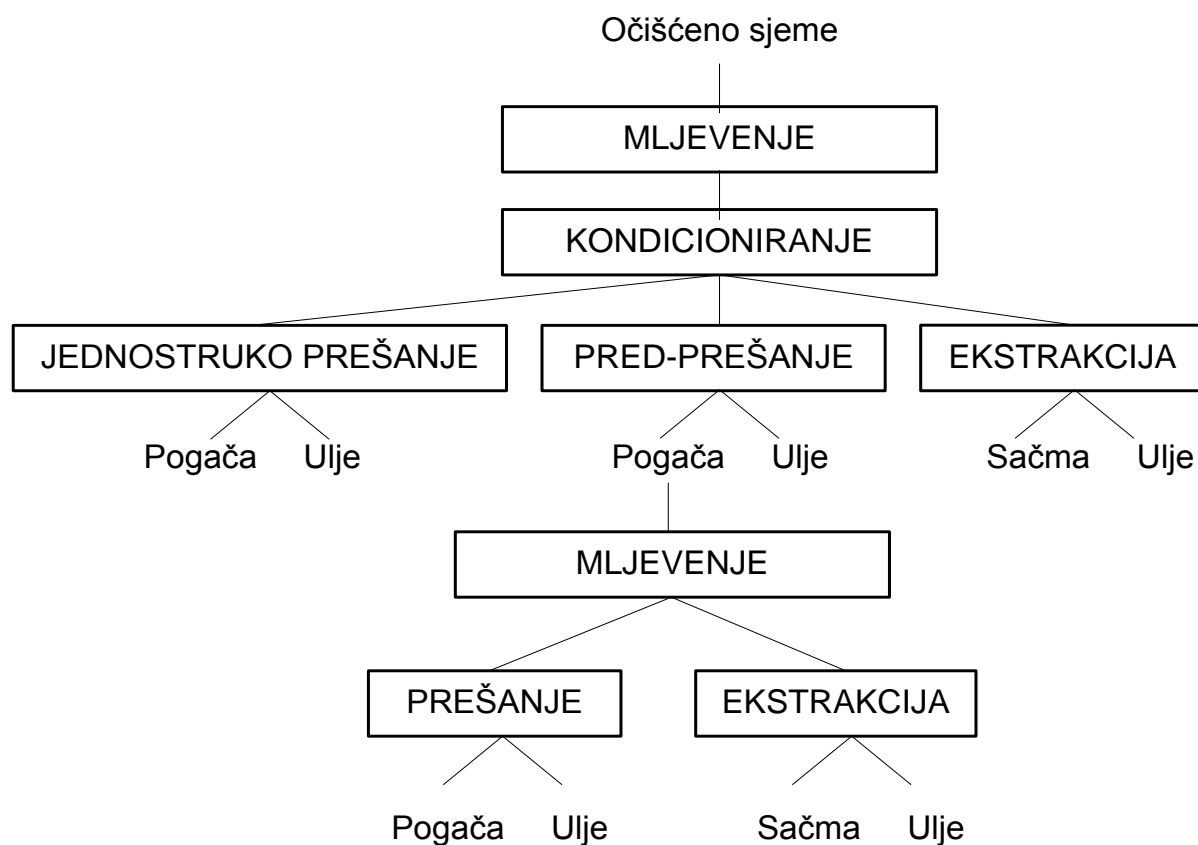 Očišćeno sjeme
MLJEVENJE
KONDICIONIRANJE
JEDNOSTRUKO PREŠANJE PRED-PREŠANJE EKSTRAKCIJA
Pogača Ulje Pogača Ulje Sačma Ulje
MLJEVENJE
PREŠANJE EKSTRAKCIJA
Pogača Ulje Sačma Ulje